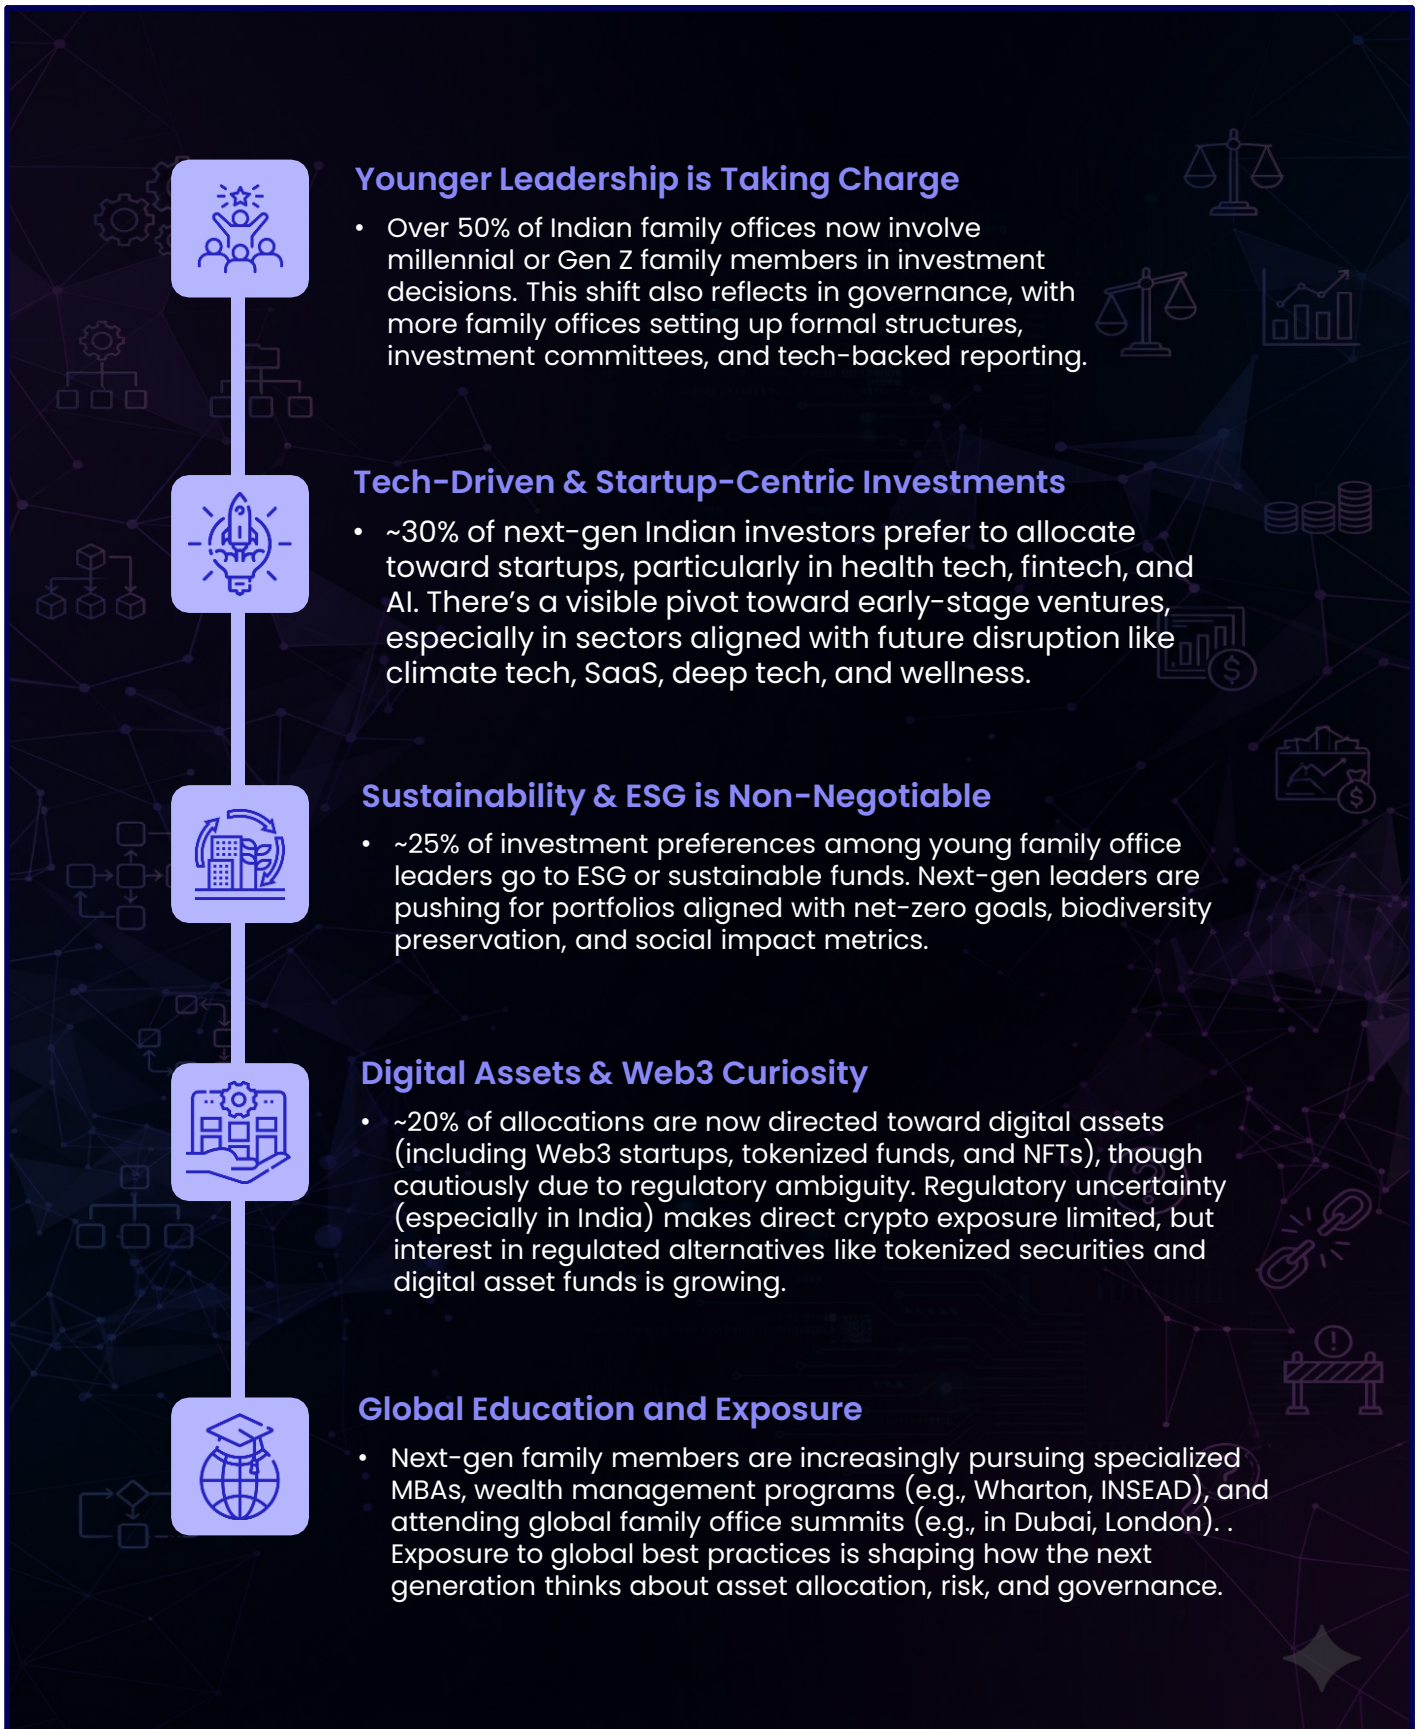 Younger Leadership is Taking Charge
• Over 50% of Indian family offices now involve
millennial or Gen Z family members in investment
decisions. This shift also reflects in governance, with
more family offices setting up formal structures,
investment committees, and tech-backed reporting.
Tech-Driven & Startup-Centric Investments
• ~30% of next-gen Indian investors prefer to allocate
toward startups, particularly in health tech, fintech, and
AI. There’s a visible pivot toward early-stage ventures,
especially in sectors aligned with future disruption like
climate tech, SaaS, deep tech, and wellness.
Sustainability & ESG is Non-Negotiable
• ~25% of investment preferences among young family office
leaders go to ESG or sustainable funds. Next-gen leaders are
pushing for portfolios aligned with net-zero goals, biodiversity
preservation, and social impact metrics.
Digital Assets & Web3 Curiosity
• ~20% of allocations are now directed toward digital assets
(including Web3 startups, tokenized funds, and NFTs), though
cautiously due to regulatory ambiguity. Regulatory uncertainty
(especially in India) makes direct crypto exposure limited, but
interest in regulated alternatives like tokenized securities and
digital asset funds is growing.
Global Education and Exposure
• Next-gen family members are increasingly pursuing specialized
MBAs, wealth management programs (e.g., Wharton, INSEAD), and
attending global family office summits (e.g., in Dubai, London). .
Exposure to global best practices is shaping how the next
generation thinks about asset allocation, risk, and governance.